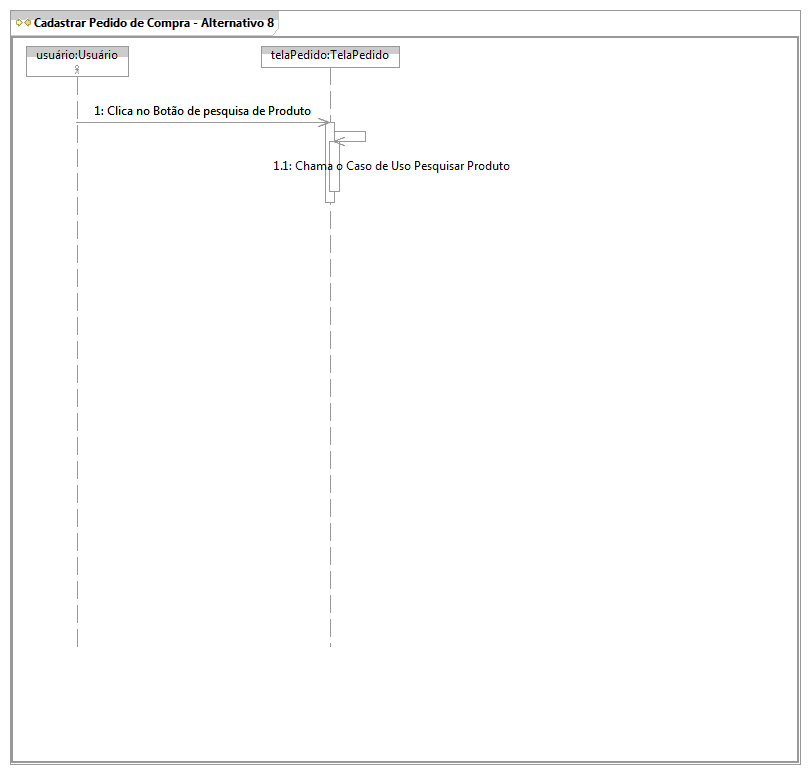 Cadastrar Pedido de Compra - Alternativo 8
usuário:Usuário
telaPedido:TelaPedido
1: Clica no Botão de pesquisa de Produto
1.1: Chama o Caso de Uso Pesquisar Produto